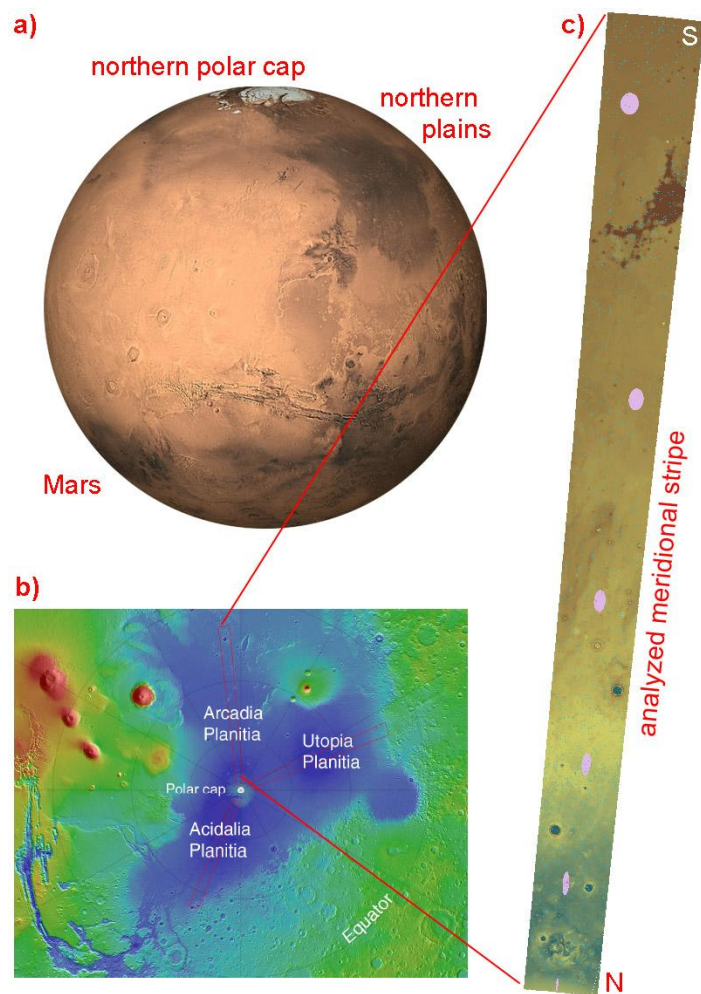 a)
northern polar cap
northern
plains
Mars
b)
Arcadia
Planitia
Utopia
Planitia
Polar cap
Acidalia
Planitia
Equator
c)
S
analyzed meridional stripe
N